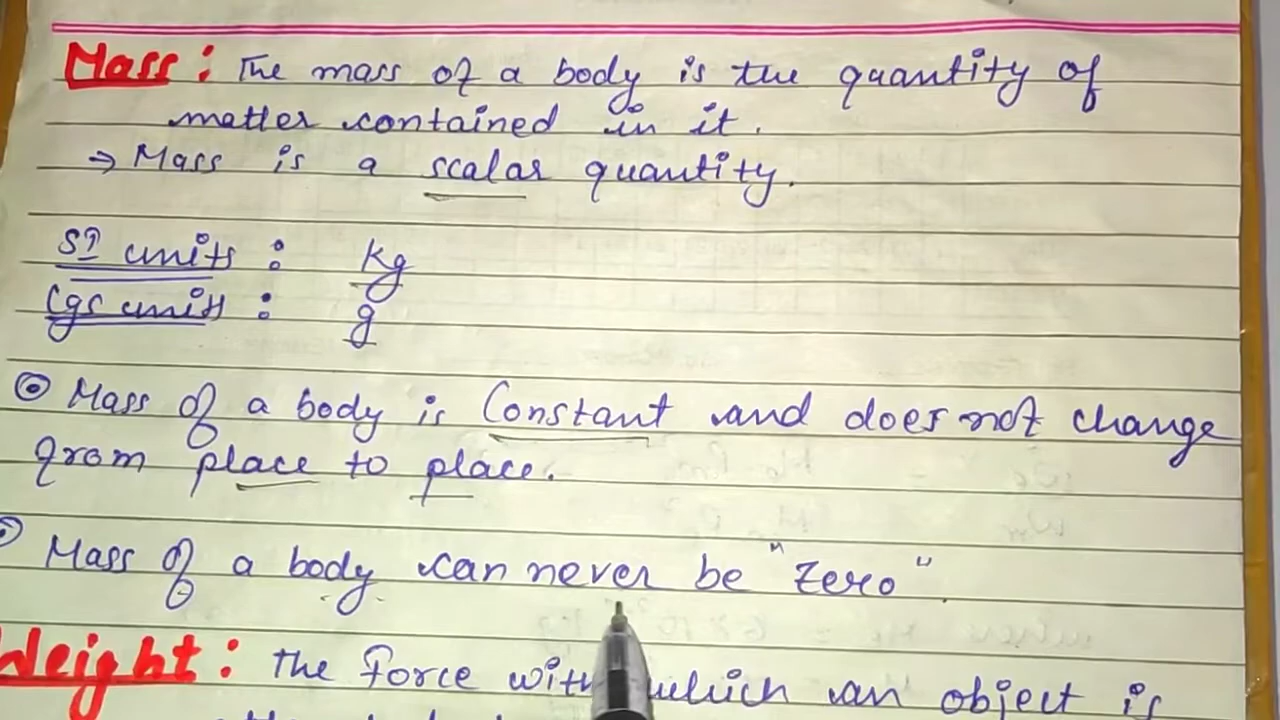 Mass: The mass of a body is the quantity of
matter contained in it.
→ Mass is a scalar quantity.
SI units : kg
Cgs units : g
◎ Mass of a body is Constant and does not change
from place to place.
Mass of a body can never be "Zero".
Weight: The force with which an object is